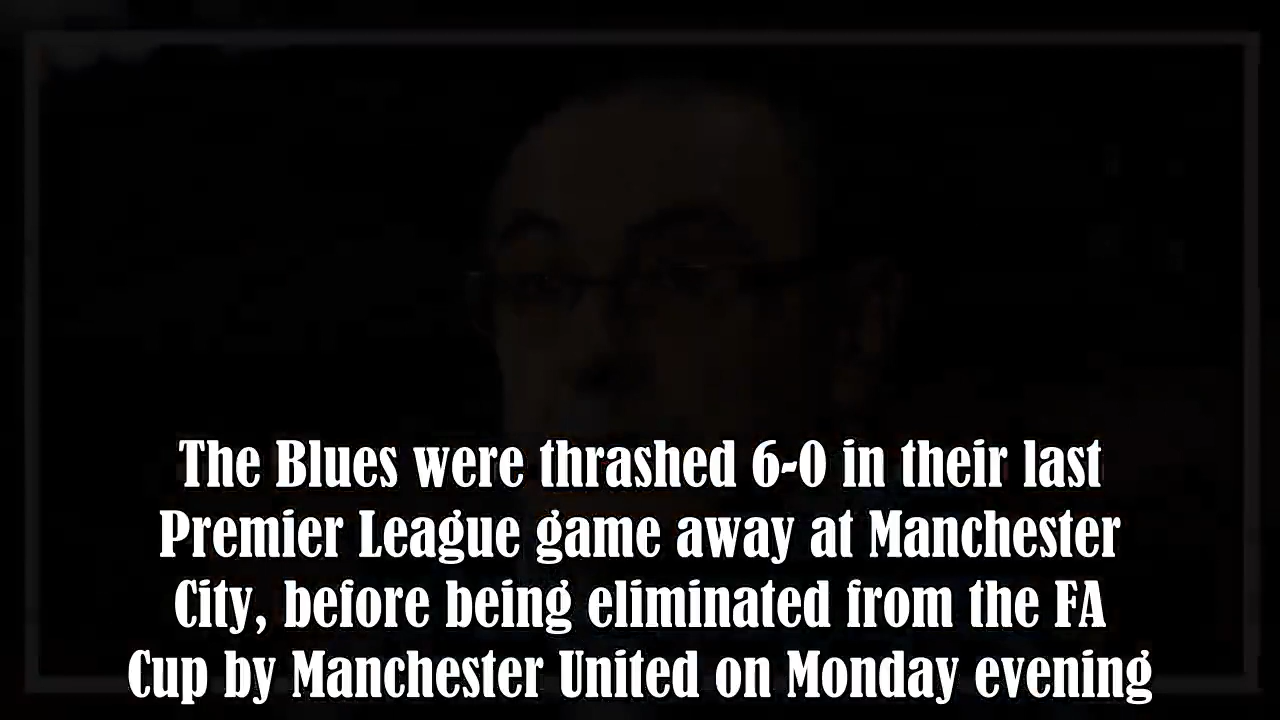 The Blues were thrashed 6-0 in their last
Premier League game away at Manchester
City, before being eliminated from the FA
Cup by Manchester United on Monday evening